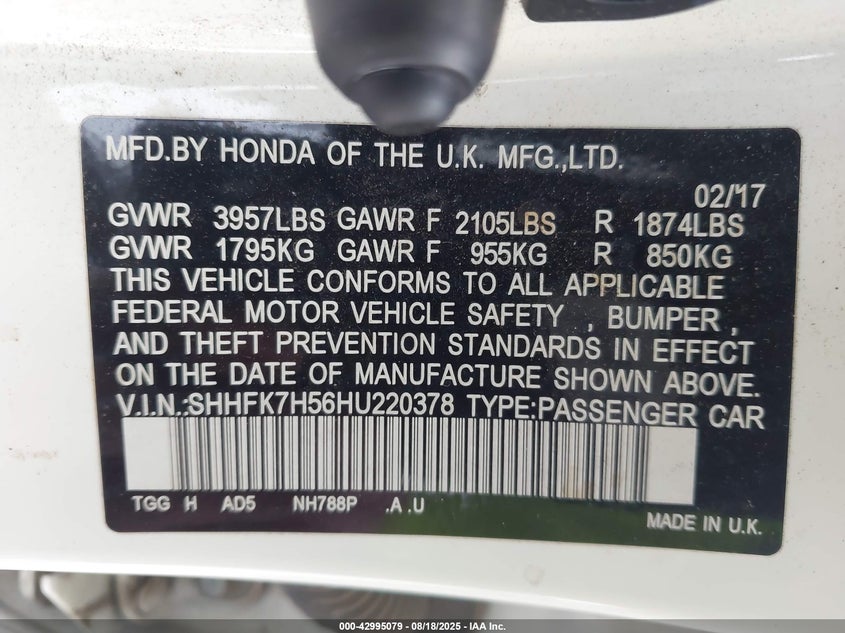 MFD.BY HONDA OF THE U.K. MFG.,LTD.
02/'17
GVWR 3957LBS GAWR F 2105LBS R 1874LBS
GVWR 1795KG GAWR F 955KG R 850KG
THIS VEHICLE CONFORMS TO ALL APPLICABLE
FEDERAL MOTOR VEHICLE SAFETY , BUMPER ,
AND THEFT PREVENTION STANDARDS IN EFFECT
ON THE DATE OF MANUFACTURE SHOWN ABOVE.
V.I.N.:SHHFK7H56HU220378 TYPE:PASSENGER CAR
TGG H AD5 NH788P .A .U
MADE IN U.K.
000-42995079 - 08/18/2025 - IAA Inc.